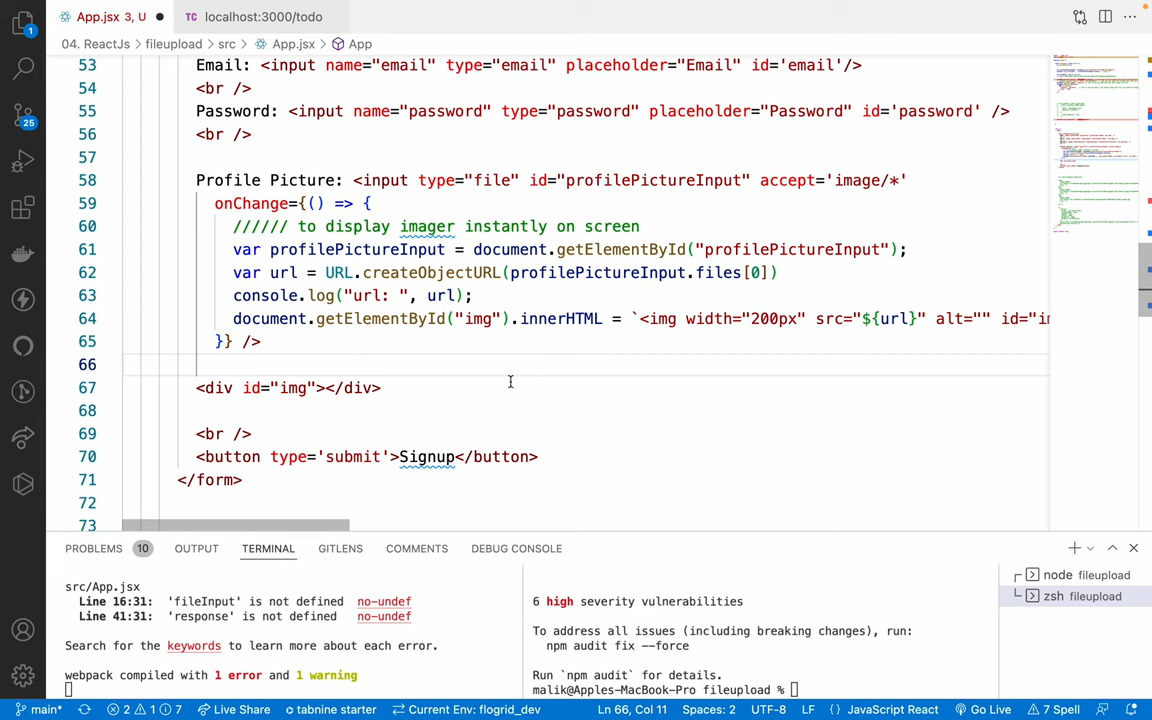 App.jsx 3, U
TC localhost:3000/todo
04. ReactJs > fileupload > src > App.jsx > App
53 Email: <input name="email" type="email" placeholder="Email" id='email'/>
54 <br />
55 Password: <input name="password" type="password" placeholder="Password" id='password' />
56 <br />
57
58 Profile Picture: <input type="file" id="profilePictureInput" accept='image/*'
59 onChange={() => {
60 ////// to display imager instantly on screen
61 var profilePictureInput = document.getElementById("profilePictureInput");
62 var url = URL.createObjectURL(profilePictureInput.files[0])
63 console.log("url: ", url);
64 document.getElementById("img").innerHTML = `<img width="200px" src="${url}" alt="" id="im
65 }} />
66
67 <div id="img"></div>
68
69 <br />
70 <button type='submit'>Signup</button>
71 </form>
72
73
1
25
PROBLEMS 10 OUTPUT TERMINAL GITLENS COMMENTS DEBUG CONSOLE
src/App.jsx
Line 16:31: 'fileInput' is not defined no-undef
Line 41:31: 'response' is not defined no-undef
Search for the keywords to learn more about each error.
webpack compiled with 1 error and 1 warning
6 high severity vulnerabilities
To address all issues (including breaking changes), run:
npm audit fix --force
Run `npm audit` for details.
malik@Apples-MacBook-Pro fileupload %
node fileupload
zsh fileupload
main* 2 1 7 Live Share tabnine starter Current Env: flogrid_dev Ln 66, Col 11 Spaces: 2 UTF-8 LF JavaScript React Go Live 7 Spell